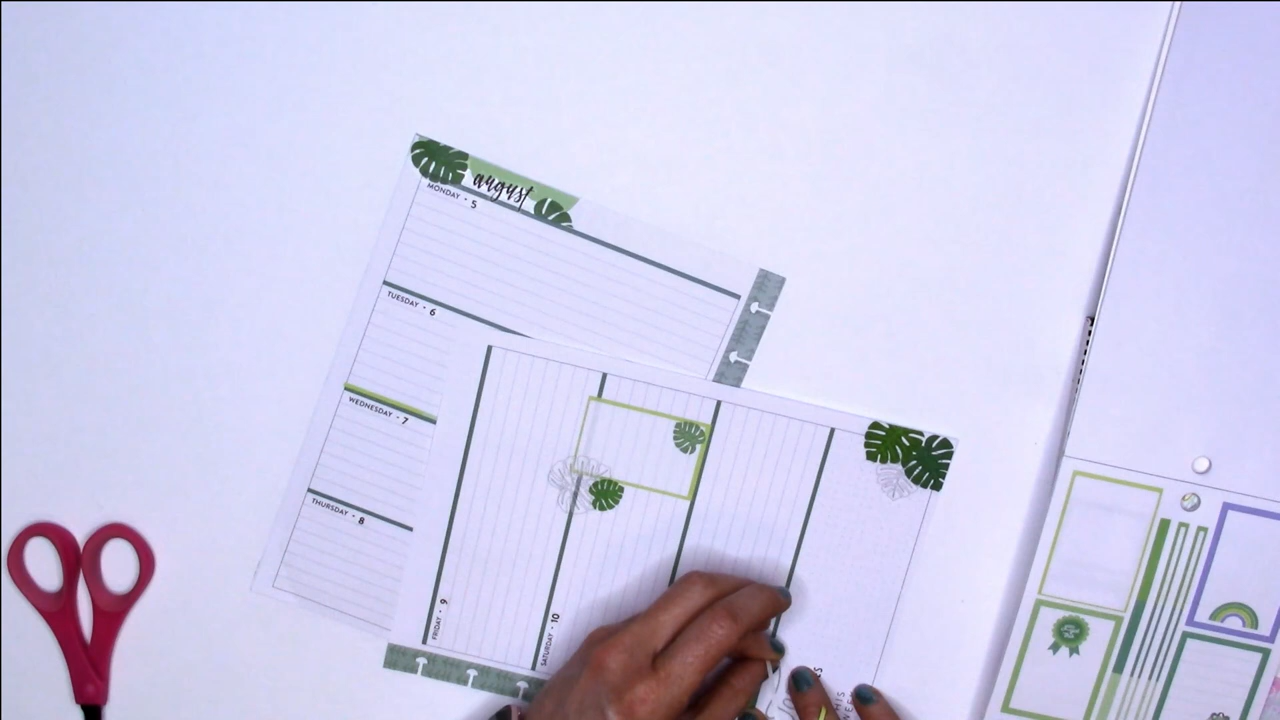 august
MONDAY · 5
TUESDAY · 6
WEDNESDAY · 7
THURSDAY · 8
FRIDAY · 9
SATURDAY · 10